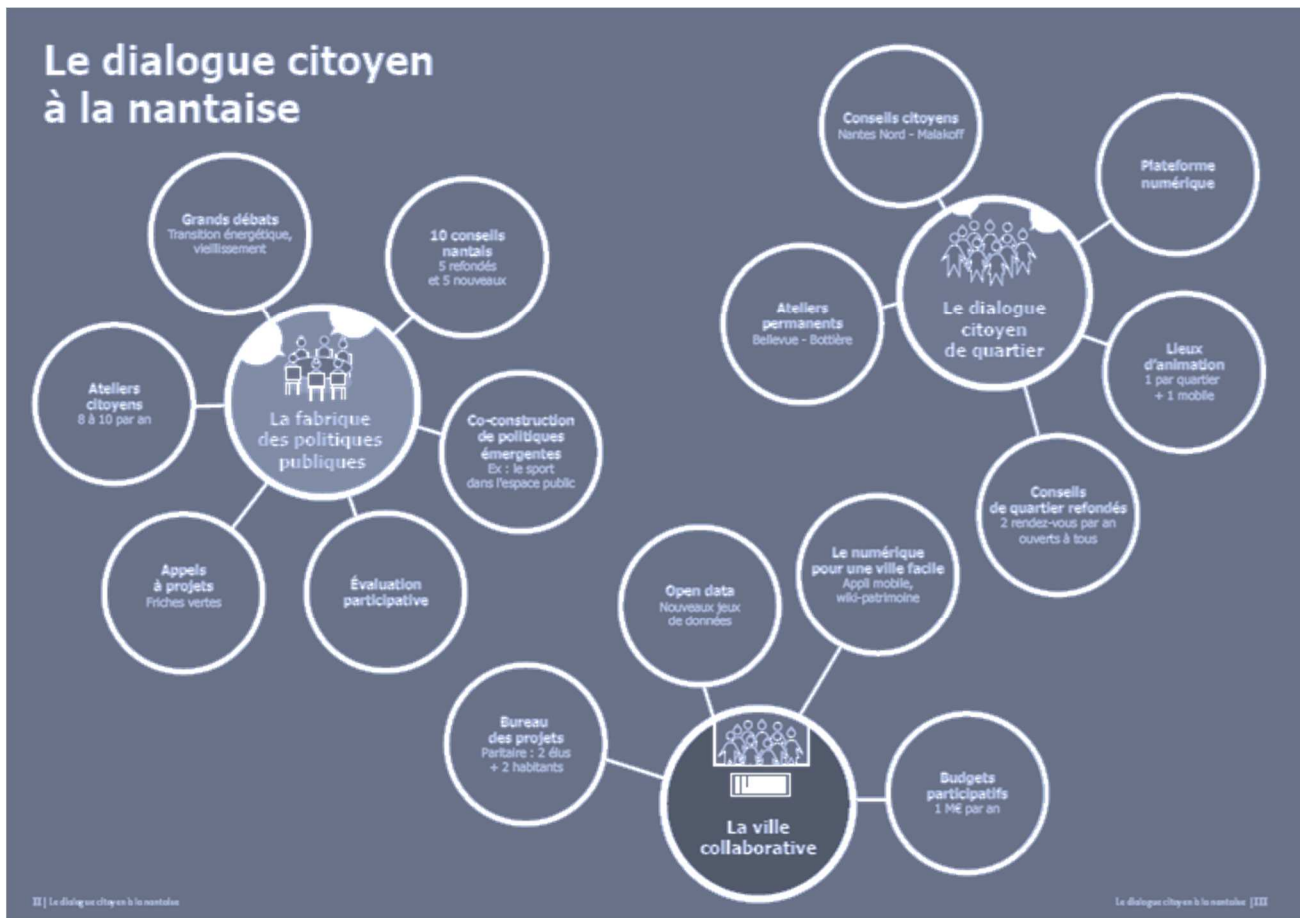 Le dialogue citoyen
à la nantaise
Grands débats
Transition énergétique,
vieillissement
10 conseils
nantais
5 refondés
et 5 nouveaux
Ateliers
citoyens
8 à 10 par an
La fabrique
des politiques
publiques
Co-construction
de politiques
émergentes
Ex : le sport
dans l'espace public
Appels
à projets
Friches vertes
Évaluation
participative
Conseils citoyens
Nantes Nord - Malakoff
Plateforme
numérique
Ateliers
permanents
Bellevue - Bottière
Le dialogue
citoyen
de quartier
Lieux
d'animation
1 par quartier
+ 1 mobile
Conseils
de quartier refondés
2 rendez-vous par an
ouverts à tous
Open data
Nouveaux jeux
de données
Le numérique
pour une ville facile
Appli mobile,
wiki-patrimoine
Bureau
des projets
Paritaire : 2 élus
+ 2 habitants
La ville
collaborative
Budgets
participatifs
1 M€ par an
II | Le dialogue citoyen à la nantaise
Le dialogue citoyen à la nantaise | III